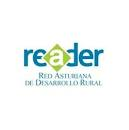 reader
RED ASTURIANA
DE DESARROLLO RURAL